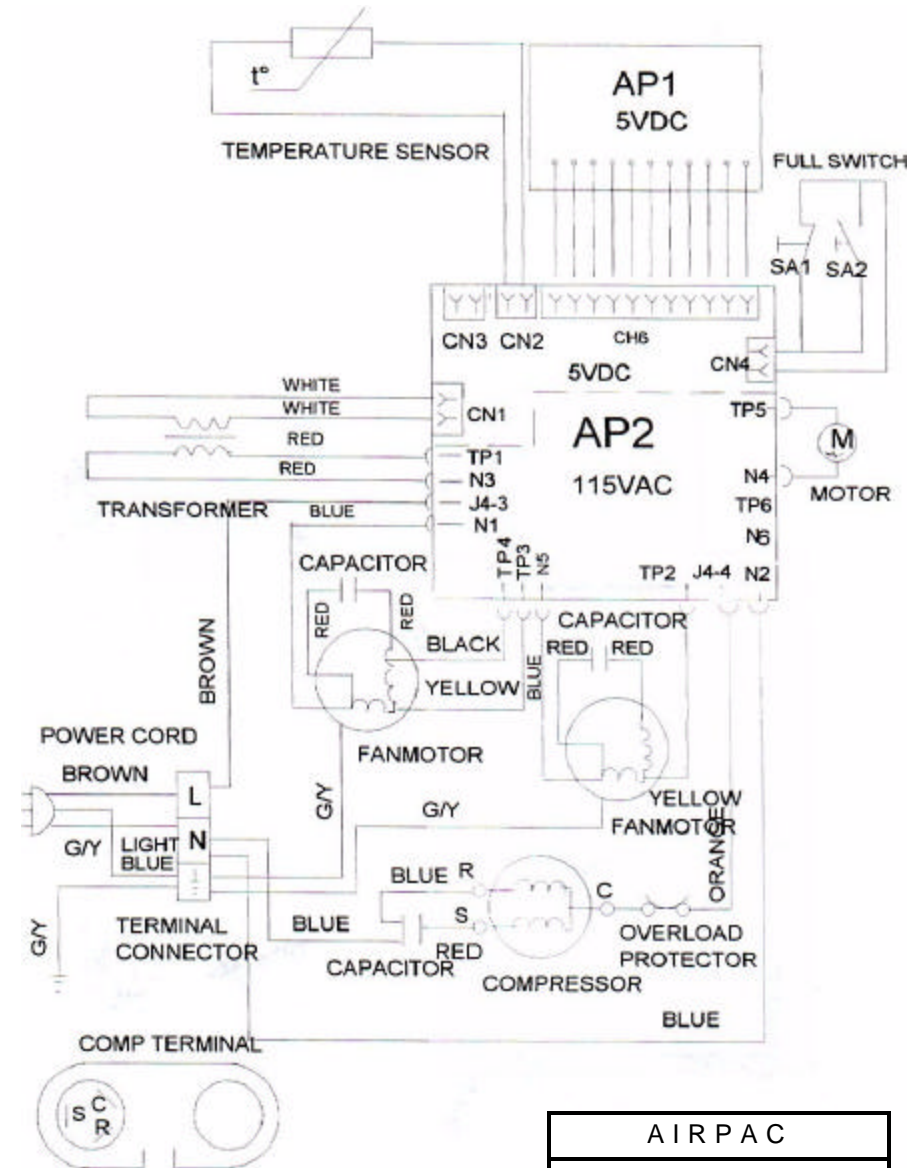 t°
TEMPERATURE SENSOR
AP1
5VDC
FULL SWITCH
SA1 SA2
CN3 CN2 CH6
CN4
5VDC
WHITE
WHITE
CN1
RED
RED
TRANSFORMER
AP2
115VAC
TP1
N3
J4-3
N1
TP5
N4
TP6
N6
M
MOTOR
BLUE
TP4
TP3
N5
TP2 J4-4 N2
CAPACITOR
RED
RED
BLACK
YELLOW
FANMOTOR
BLUE
CAPACITOR
RED RED
YELLOW
FANMOTOR
ORANGE
BROWN
POWER CORD
BROWN
L
N
G/Y
LIGHT
BLUE
G/Y
G/Y
G/Y
TERMINAL
CONNECTOR
BLUE
BLUE R
S
RED
C
CAPACITOR
COMPRESSOR
OVERLOAD
PROTECTOR
BLUE
COMP TERMINAL
S C
R
AIRPAC